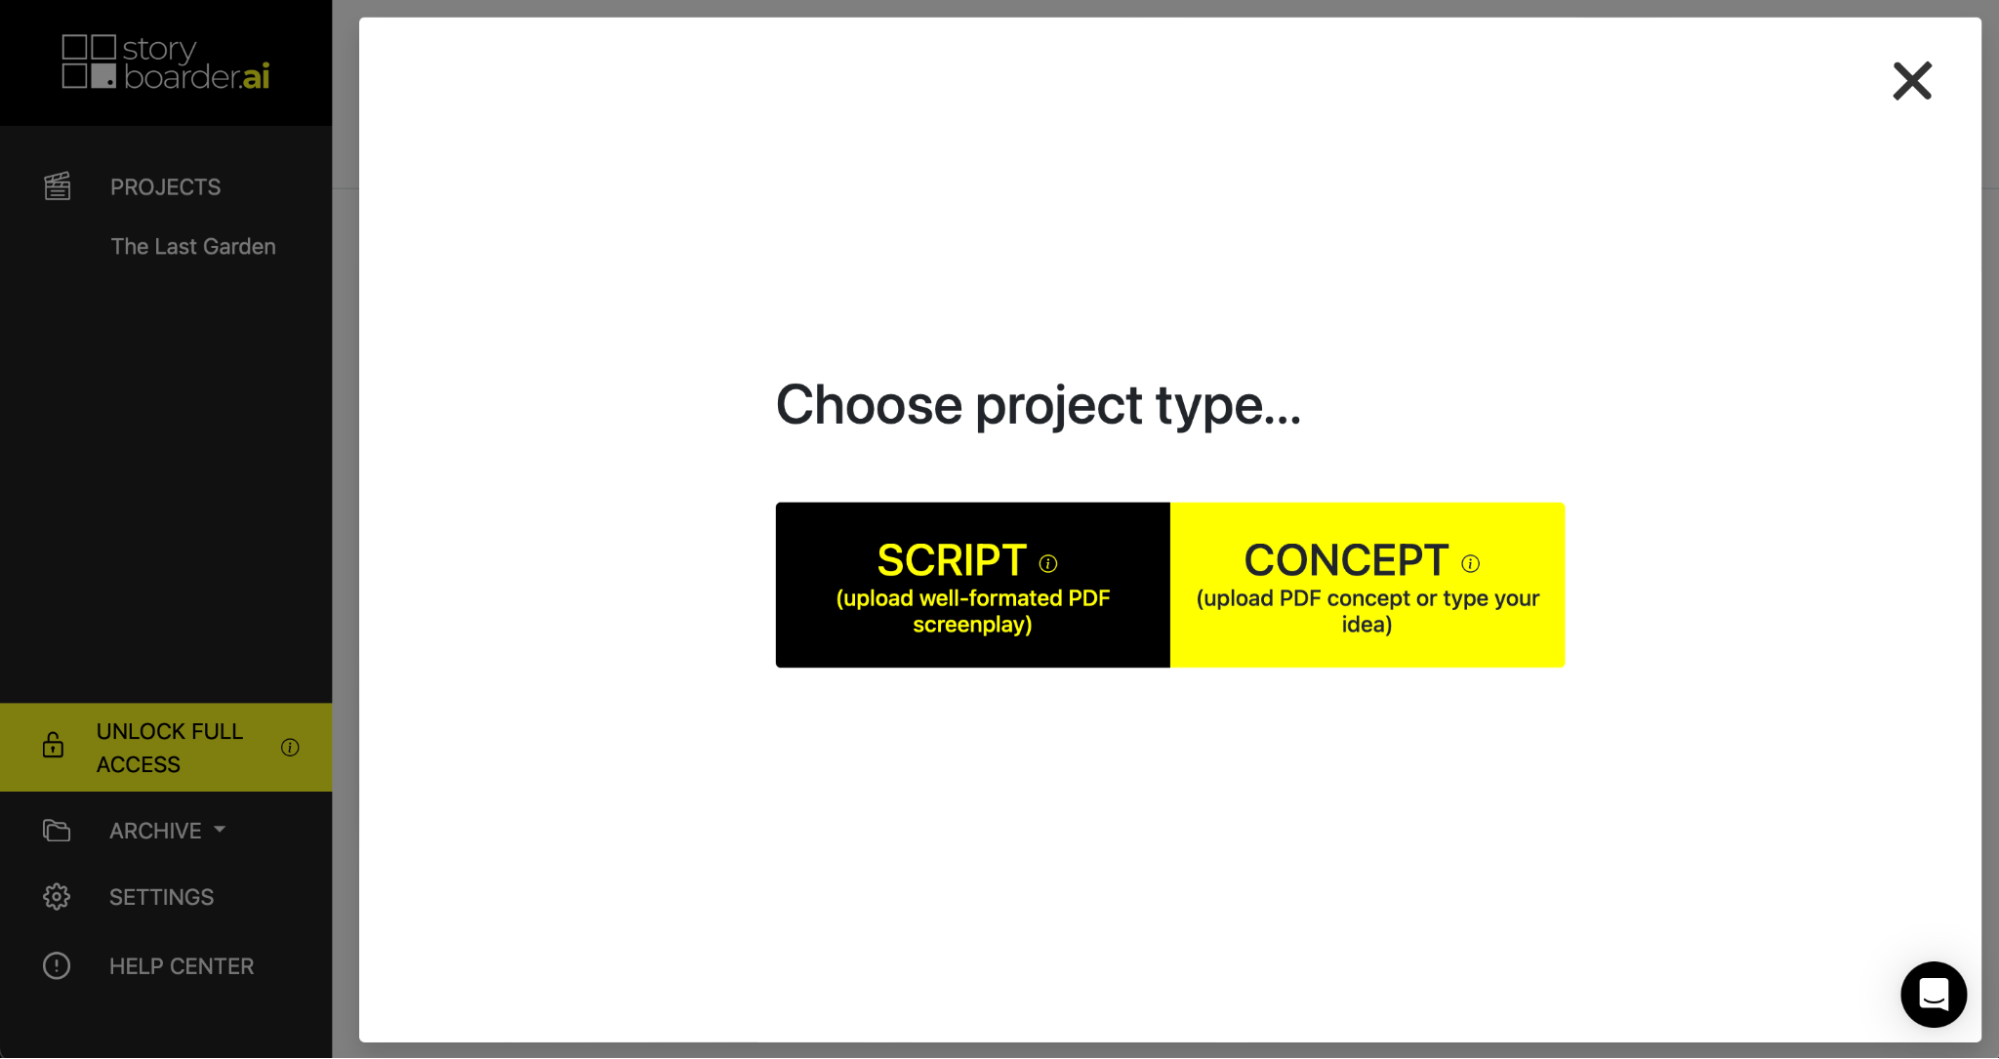 story
boarder.ai
PROJECTS
The Last Garden
UNLOCK FULL
ACCESS
ARCHIVE
SETTINGS
HELP CENTER
Choose project type...
SCRIPT
(upload well-formated PDF
screenplay)
CONCEPT
(upload PDF concept or type your
idea)